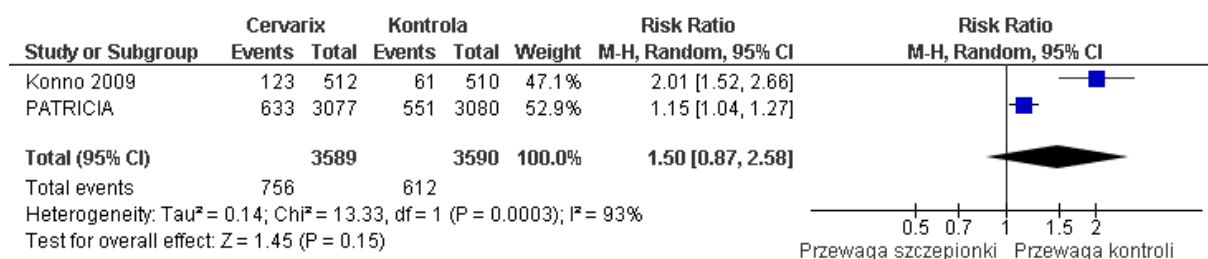 Cervarix Kontrola Risk Ratio Risk Ratio
Study or Subgroup Events Total Events Total Weight M-H, Random, 95% CI M-H, Random, 95% CI
Konno 2009 123 512 61 510 47.1% 2.01 [1.52, 2.66]
PATRICIA 633 3077 551 3080 52.9% 1.15 [1.04, 1.27]
Total (95% CI) 3589 3590 100.0% 1.50 [0.87, 2.58]
Total events 756 612
Heterogeneity: Tau² = 0.14; Chi² = 13.33, df = 1 (P = 0.0003); I² = 93%
Test for overall effect: Z = 1.45 (P = 0.15)
0.5 0.7 1 1.5 2
Przewaga szczepionki Przewaga kontroli